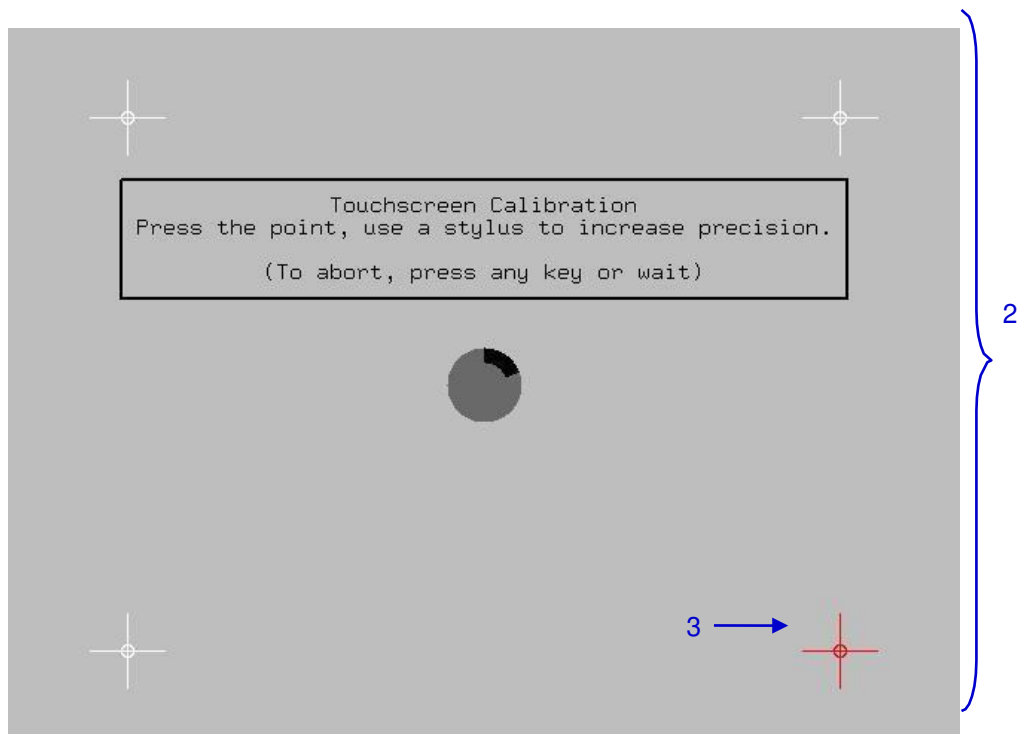 Touchscreen Calibration
Press the point, use a stylus to increase precision.
(To abort, press any key or wait)
2
3